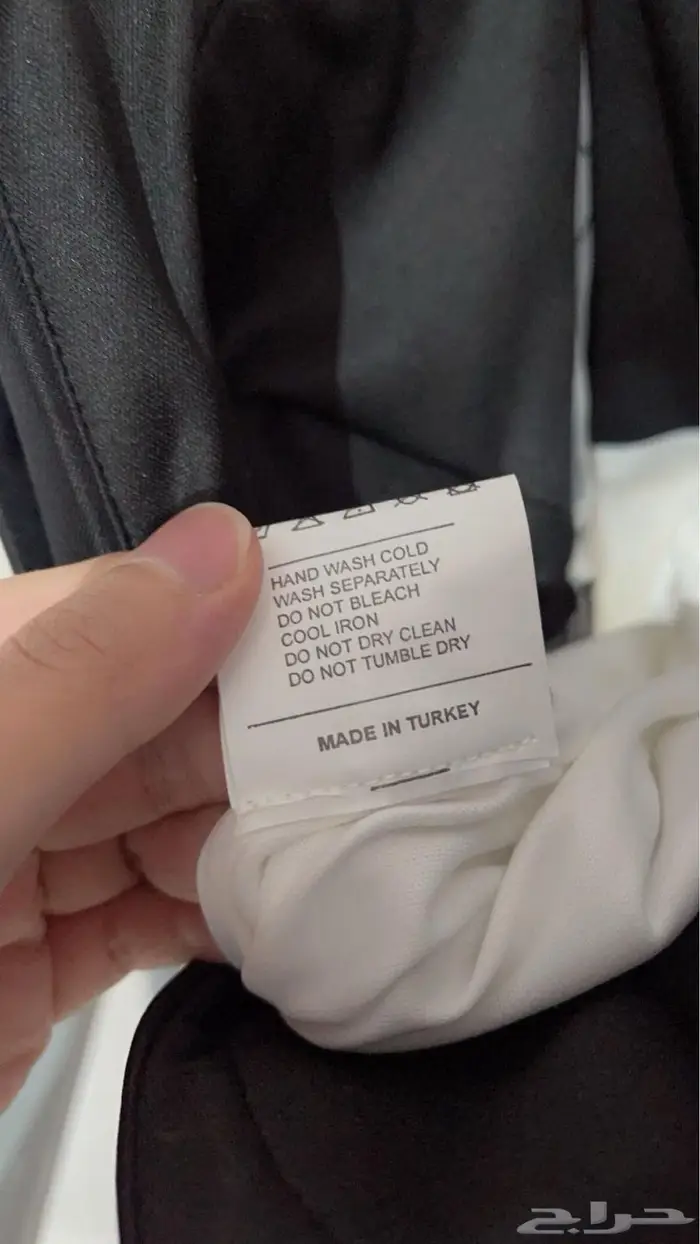 HAND WASH COLD
WASH SEPARATELY
DO NOT BLEACH
COOL IRON
DO NOT DRY CLEAN
DO NOT TUMBLE DRY
MADE IN TURKEY
حراج